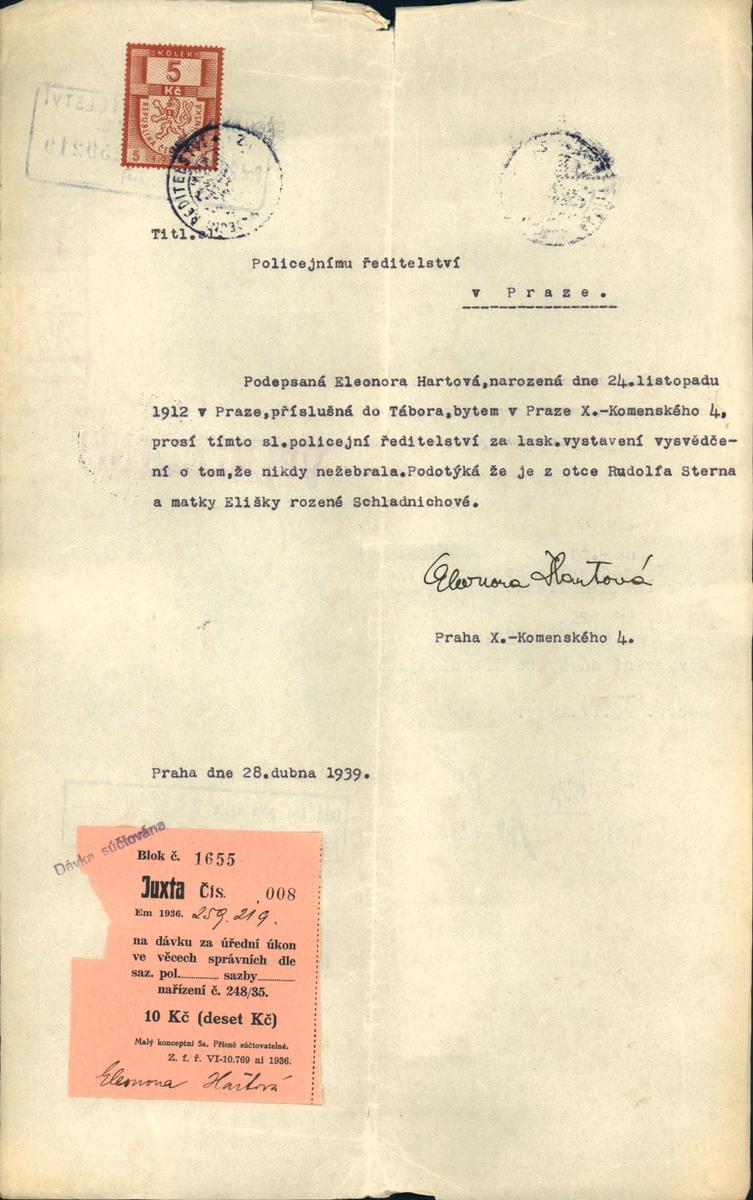 KOLEK
5
Kč
Titl.sl.
Policejnímu ředitelství
v Praze.
Podepsaná Eleonora Hartová,narozená dne 24.listopadu
1912 v Praze,příslušná do Tábora,bytem v Praze X.-Komenského 4,
prosí tímto sl.policejní ředitelství za lask.vystavení vysvědče-
ní o tom,že nikdy nežebrala.Podotýká že je z otce Rudolfa Sterna
a matky Elišky rozené Schladnichové.
Eleonora Hartová
Praha X.-Komenského 4.
Praha dne 28.dubna 1939.
Dávka súčtována
Blok č. 1655
Juxta Čís. 008
Em 1936. 259.219.
na dávku za úřední úkon
ve věcech správních dle
saz. pol.......... sazby..........
nařízení č. 248/35.
10 Kč (deset Kč)
Malý konceptní 5a. Přísně súčtovatelné.
Z. f. ř. VI-10.769 ai 1936.
Eleonora Hartová